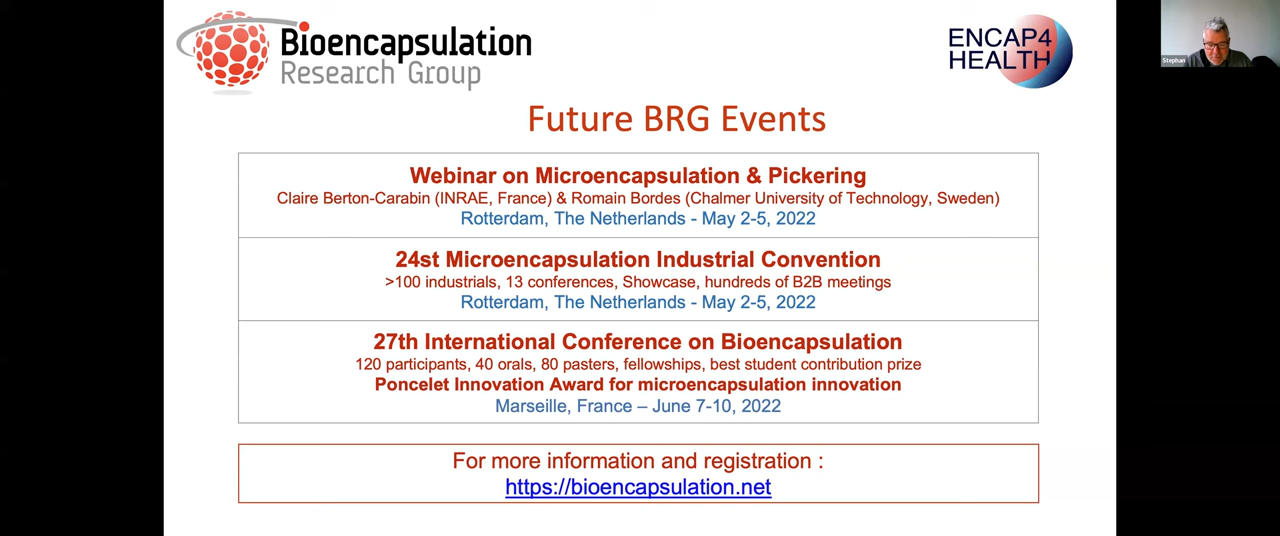 Bioencapsulation
Research Group
ENCAP4
HEALTH
Stephan
Future BRG Events
Webinar on Microencapsulation & Pickering
Claire Berton-Carabin (INRAE, France) & Romain Bordes (Chalmer University of Technology, Sweden)
Rotterdam, The Netherlands - May 2-5, 2022
24st Microencapsulation Industrial Convention
>100 industrials, 13 conferences, Showcase, hundreds of B2B meetings
Rotterdam, The Netherlands - May 2-5, 2022
27th International Conference on Bioencapsulation
120 participants, 40 orals, 80 pasters, fellowships, best student contribution prize
Poncelet Innovation Award for microencapsulation innovation
Marseille, France – June 7-10, 2022
For more information and registration :
https://bioencapsulation.net